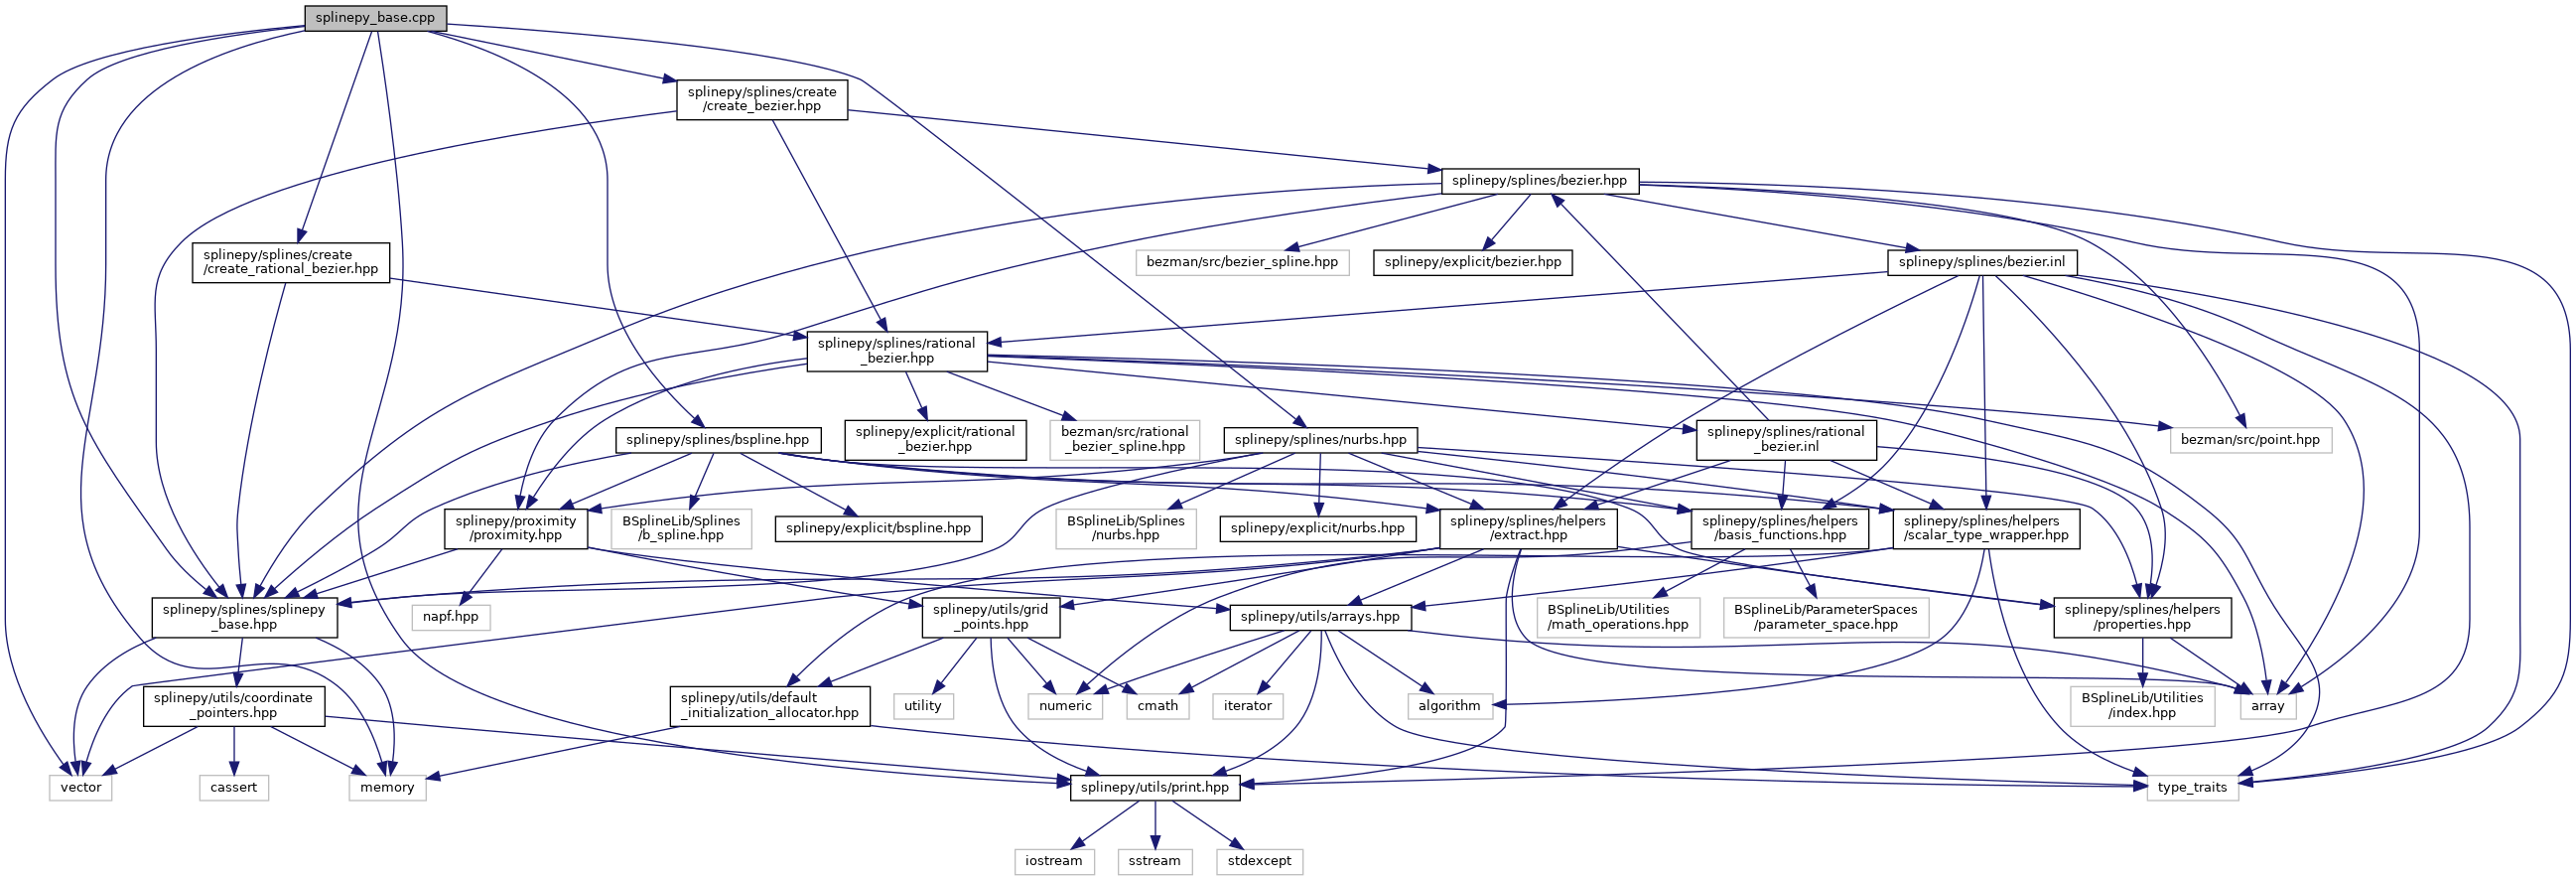 splinepy_base.cpp
splinepy/splines/create
/create_bezier.hpp
splinepy/splines/bezier.hpp
splinepy/splines/create
/create_rational_bezier.hpp
bezman/src/bezier_spline.hpp
splinepy/explicit/bezier.hpp
splinepy/splines/bezier.inl
splinepy/splines/rational
_bezier.hpp
splinepy/splines/bspline.hpp
splinepy/explicit/rational
_bezier.hpp
bezman/src/rational
_bezier_spline.hpp
splinepy/splines/nurbs.hpp
splinepy/splines/rational
_bezier.inl
bezman/src/point.hpp
splinepy/proximity
/proximity.hpp
BSplineLib/Splines
/b_spline.hpp
splinepy/explicit/bspline.hpp
BSplineLib/Splines
/nurbs.hpp
splinepy/explicit/nurbs.hpp
splinepy/splines/helpers
/extract.hpp
splinepy/splines/helpers
/basis_functions.hpp
splinepy/splines/helpers
/scalar_type_wrapper.hpp
splinepy/splines/splinepy
_base.hpp
napf.hpp
splinepy/utils/grid
_points.hpp
splinepy/utils/arrays.hpp
BSplineLib/Utilities
/math_operations.hpp
BSplineLib/ParameterSpaces
/parameter_space.hpp
splinepy/splines/helpers
/properties.hpp
splinepy/utils/coordinate
_pointers.hpp
splinepy/utils/default
_initialization_allocator.hpp
utility
numeric
cmath
iterator
algorithm
BSplineLib/Utilities
/index.hpp
array
vector
cassert
memory
splinepy/utils/print.hpp
type_traits
iostream
sstream
stdexcept